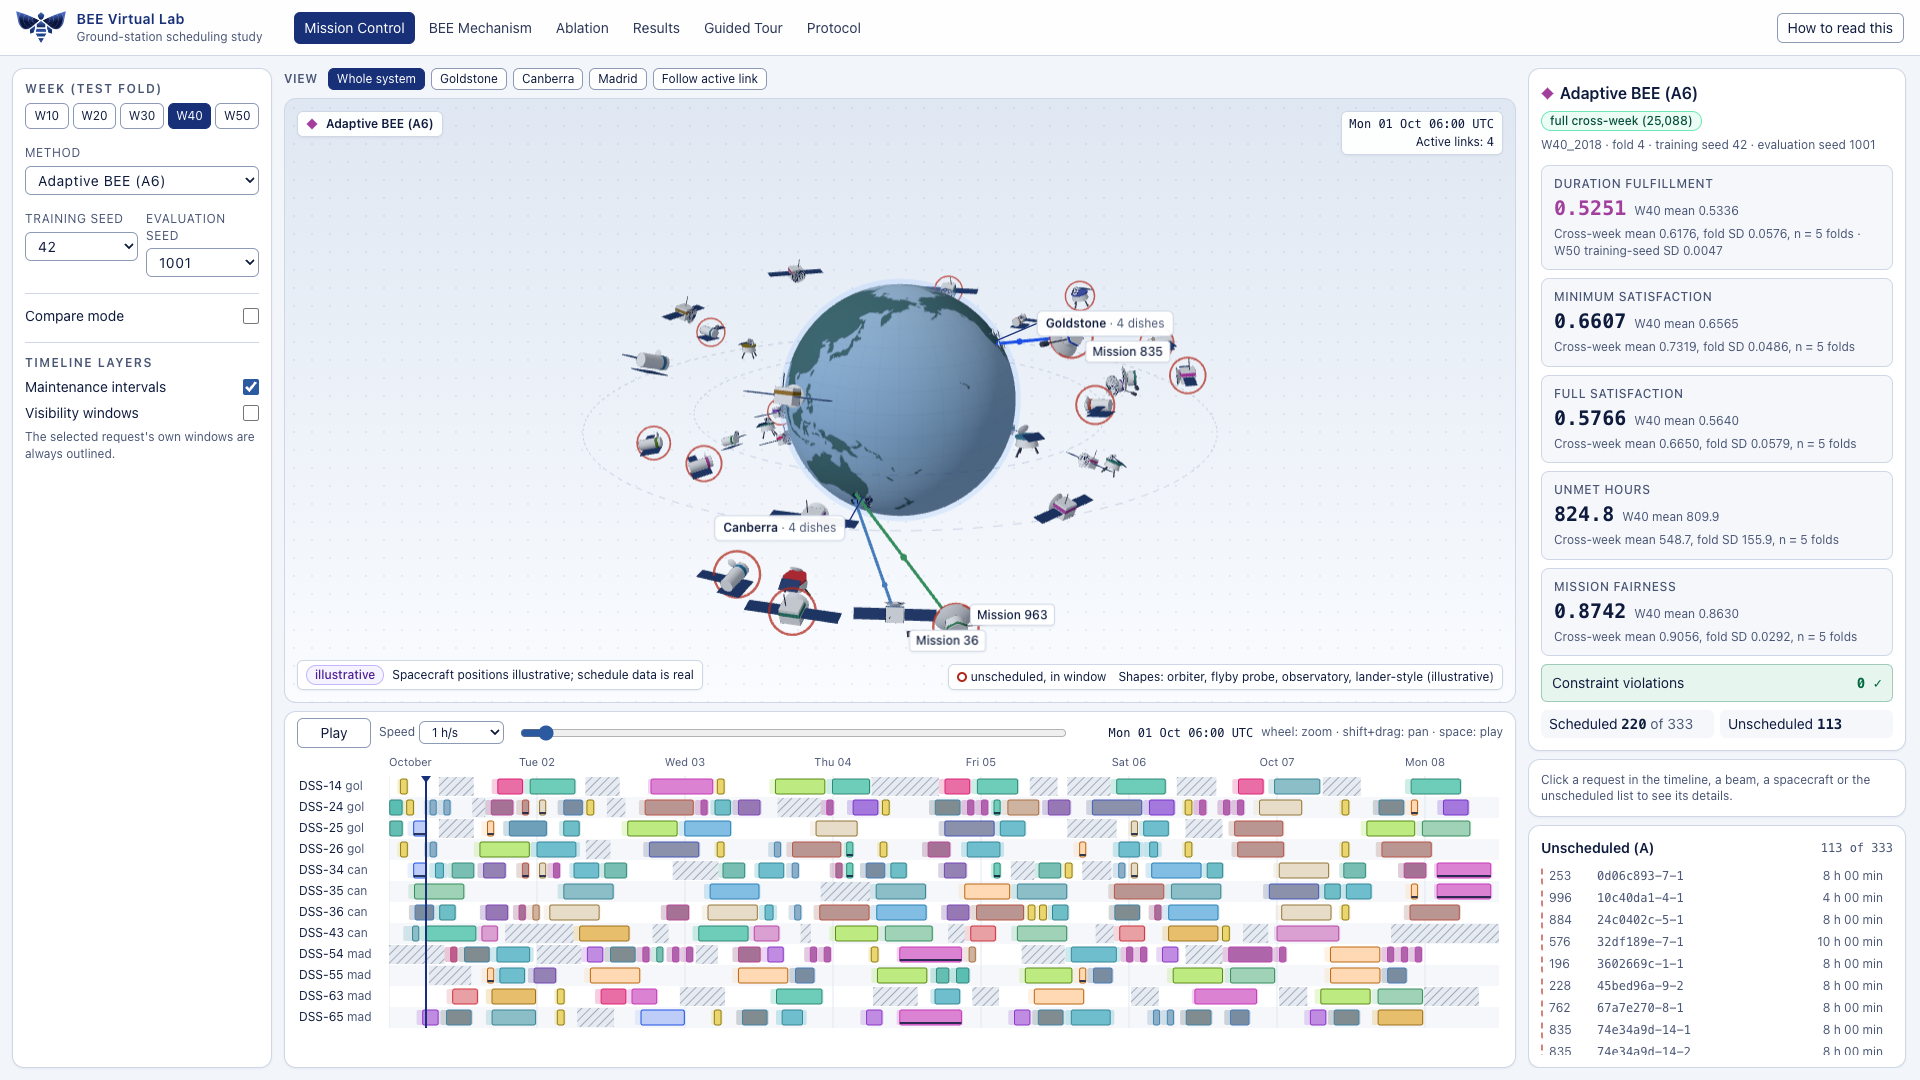 BEE Virtual Lab
Ground-station scheduling study
Mission Control
BEE Mechanism
Ablation
Results
Guided Tour
Protocol
How to read this
WEEK (TEST FOLD)
W10 W20 W30 W40 W50
METHOD
Adaptive BEE (A6)
TRAINING SEED
42
EVALUATION
SEED
1001
Compare mode
TIMELINE LAYERS
Maintenance intervals
Visibility windows
The selected request's own windows are
always outlined.
VIEW Whole system Goldstone Canberra Madrid Follow active link
Adaptive BEE (A6)
Mon 01 Oct 06:00 UTC
Active links: 4
Goldstone · 4 dishes
Mission 835
Canberra · 4 dishes
Mission 963
Mission 36
illustrative Spacecraft positions illustrative; schedule data is real
unscheduled, in window Shapes: orbiter, flyby probe, observatory, lander-style (illustrative)
Play Speed 1 h/s Mon 01 Oct 06:00 UTC wheel: zoom · shift+drag: pan · space: play
October Tue 02 Wed 03 Thu 04 Fri 05 Sat 06 Oct 07 Mon 08
DSS-14 gol
DSS-24 gol
DSS-25 gol
DSS-26 gol
DSS-34 can
DSS-35 can
DSS-36 can
DSS-43 can
DSS-54 mad
DSS-55 mad
DSS-63 mad
DSS-65 mad
Adaptive BEE (A6)
full cross-week (25,088)
W40_2018 · fold 4 · training seed 42 · evaluation seed 1001
DURATION FULFILLMENT
0.5251 W40 mean 0.5336
Cross-week mean 0.6176, fold SD 0.0576, n = 5 folds ·
W50 training-seed SD 0.0047
MINIMUM SATISFACTION
0.6607 W40 mean 0.6565
Cross-week mean 0.7319, fold SD 0.0486, n = 5 folds
FULL SATISFACTION
0.5766 W40 mean 0.5640
Cross-week mean 0.6650, fold SD 0.0579, n = 5 folds
UNMET HOURS
824.8 W40 mean 809.9
Cross-week mean 548.7, fold SD 155.9, n = 5 folds
MISSION FAIRNESS
0.8742 W40 mean 0.8630
Cross-week mean 0.9056, fold SD 0.0292, n = 5 folds
Constraint violations 0 ✓
Scheduled 220 of 333 Unscheduled 113
Click a request in the timeline, a beam, a spacecraft or the
unscheduled list to see its details.
Unscheduled (A) 113 of 333
253 0d06c893-7-1 8 h 00 min
996 10c40da1-4-1 4 h 00 min
884 24c0402c-5-1 8 h 00 min
576 32df189e-7-1 10 h 00 min
196 3602669c-1-1 8 h 00 min
228 45bed96a-9-2 8 h 00 min
762 67a7e270-8-1 8 h 00 min
835 74e34a9d-14-1 8 h 00 min
835 74e34a9d-14-2 8 h 00 min